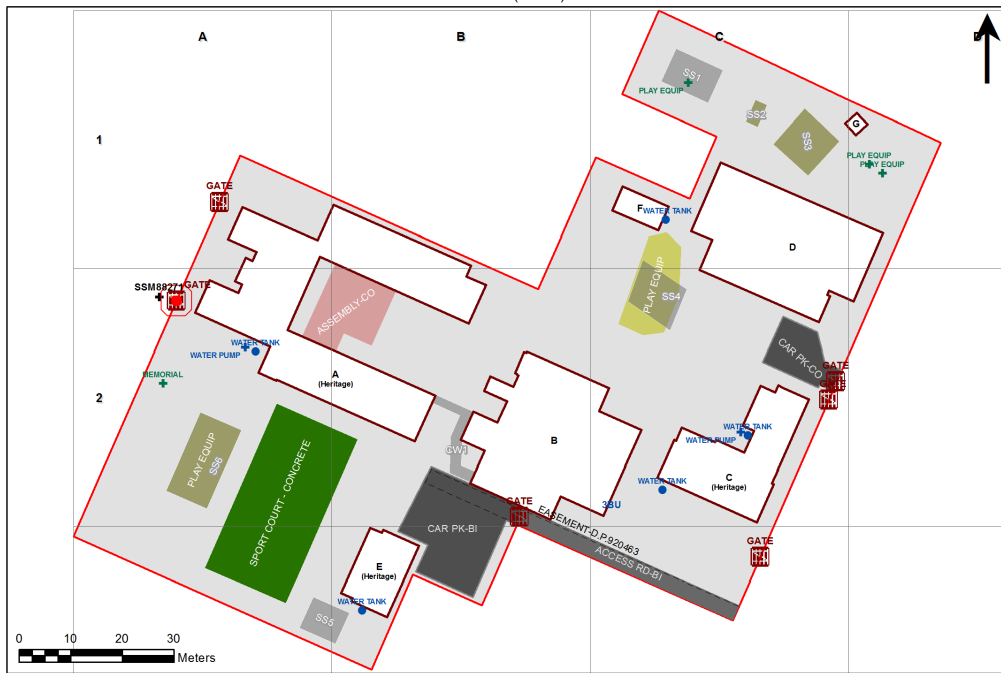 A
B
C
D
SS1
PLAY EQUIP
SS2
SS3
G
1
PLAY EQUIP
PLAY EQUIP
GATE
F
WATER TANK
D
SSM88271
GATE
PLAY EQUIP
SS4
ASSEMBLY-CO
WATER TANK
WATER PUMP
CAR PK-CO
GATE
GATE
MEMORIAL
A
(Heritage)
2
PLAY EQUIP
SS6
SPORT COURT - CONCRETE
CW1
B
WATER TANK
WATER PUMP
C
(Heritage)
WATER TANK
GATE
3BU
CAR PK-BI
EASEMENT-D.P.920463
ACCESS RD-BI
GATE
E
(Heritage)
WATER TANK
SS5
0 10 20 30
Meters